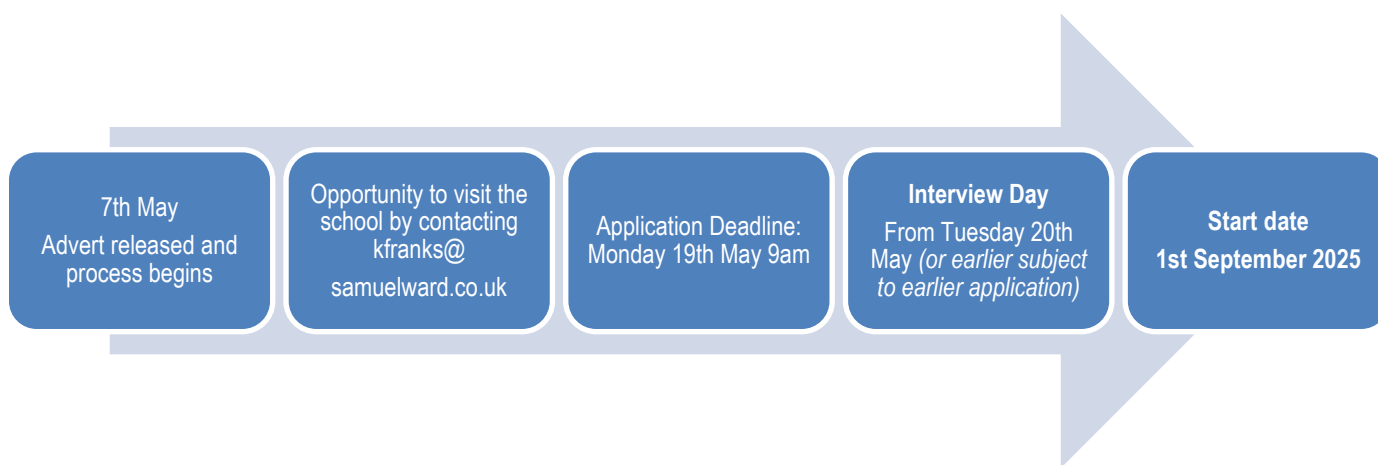 7th May
Advert released and
process begins
Opportunity to visit the
school by contacting
kfranks@
samuelward.co.uk
Application Deadline:
Monday 19th May 9am
Interview Day
From Tuesday 20th
May (or earlier subject
to earlier application)
Start date
1st September 2025